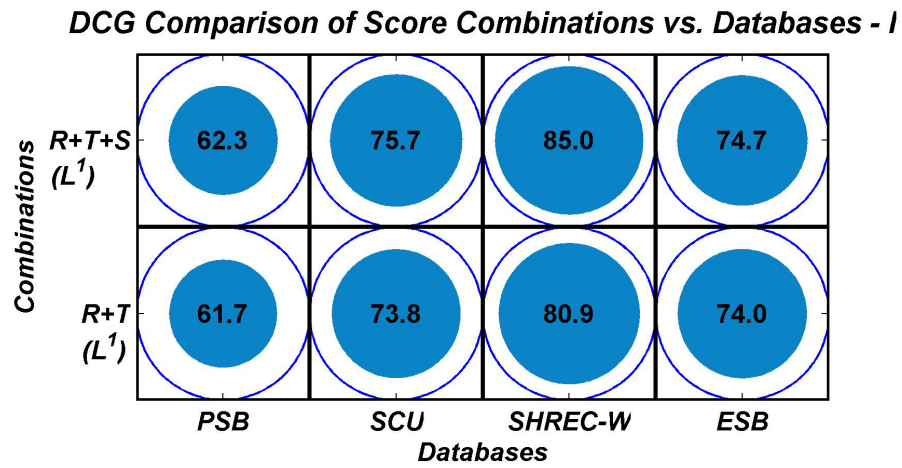 DCG Comparison of Score Combinations vs. Databases - I
Combinations
R+T+S
(L¹)
62.3 75.7 85.0 74.7
R+T
(L¹)
61.7 73.8 80.9 74.0
PSB SCU SHREC-W ESB
Databases